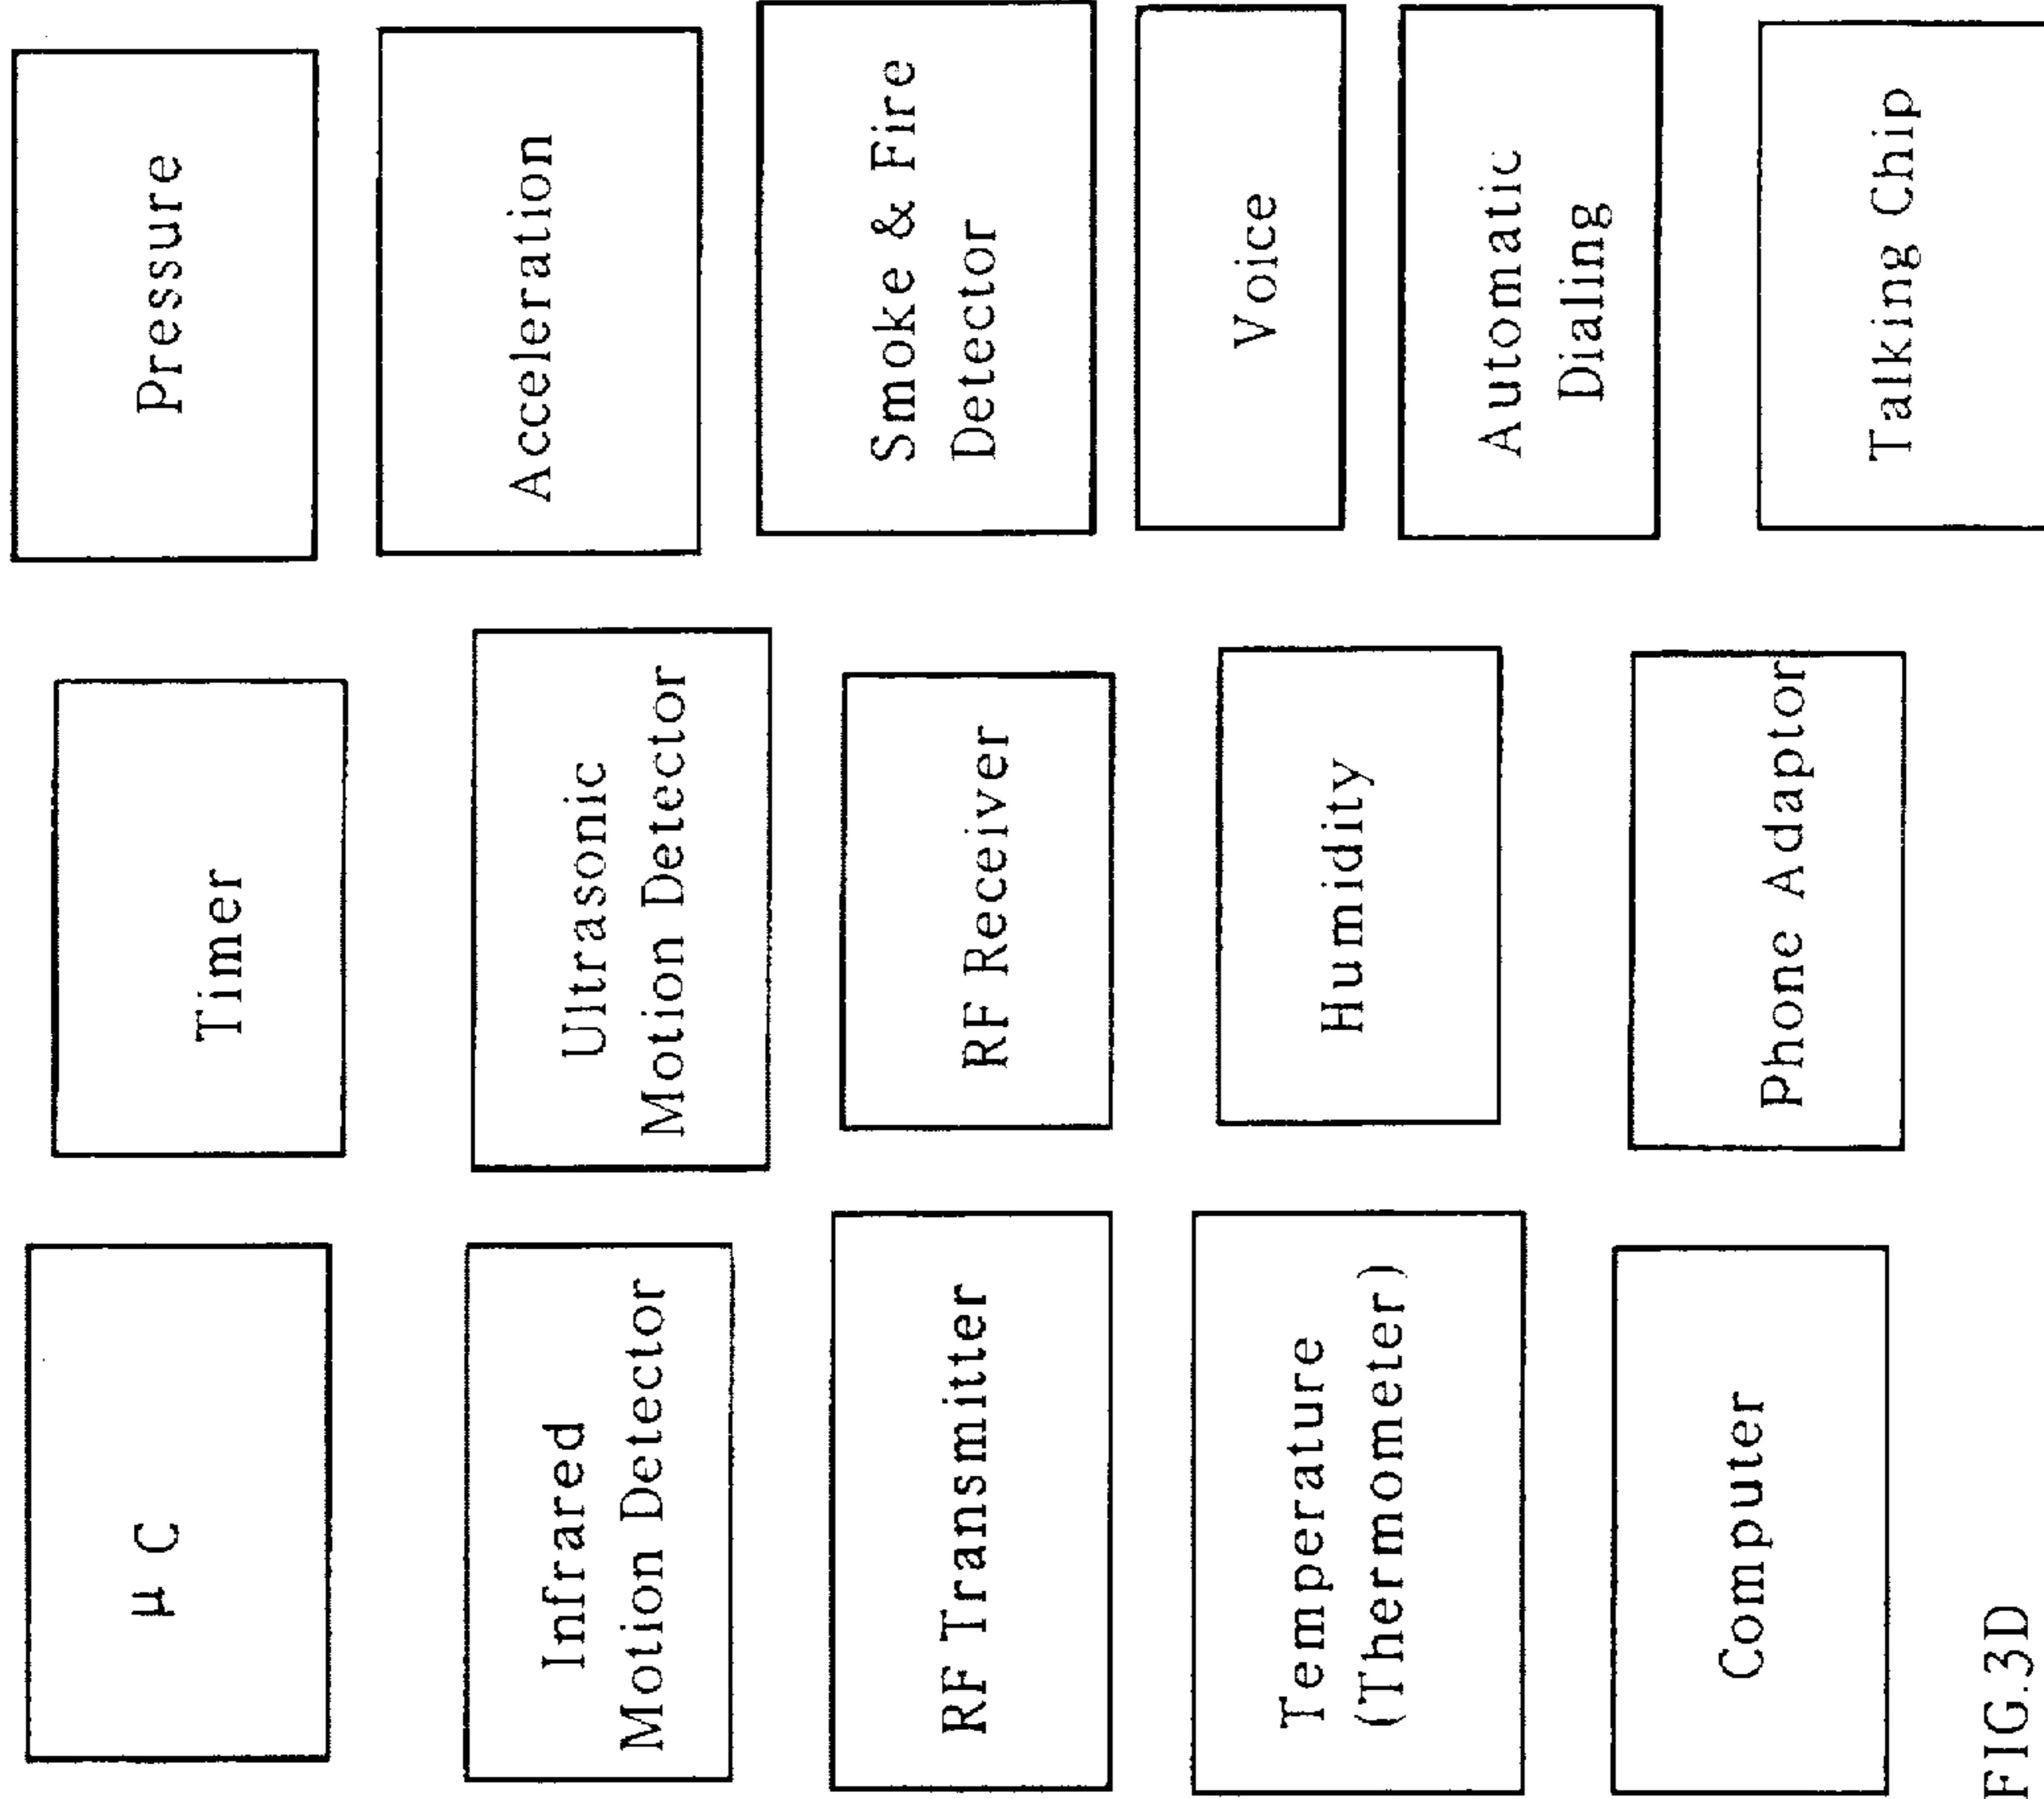 μ C
Timer
Pressure
Infrared
Motion Detector
Ultrasonic
Motion Detector
Acceleration
RF Transmitter
RF Receiver
Smoke & Fire
Detector
Temperature
(Thermometer)
Humidity
Voice
Computer
Phone Adaptor
Automatic
Dialing
Talking Chip
FIG.3D